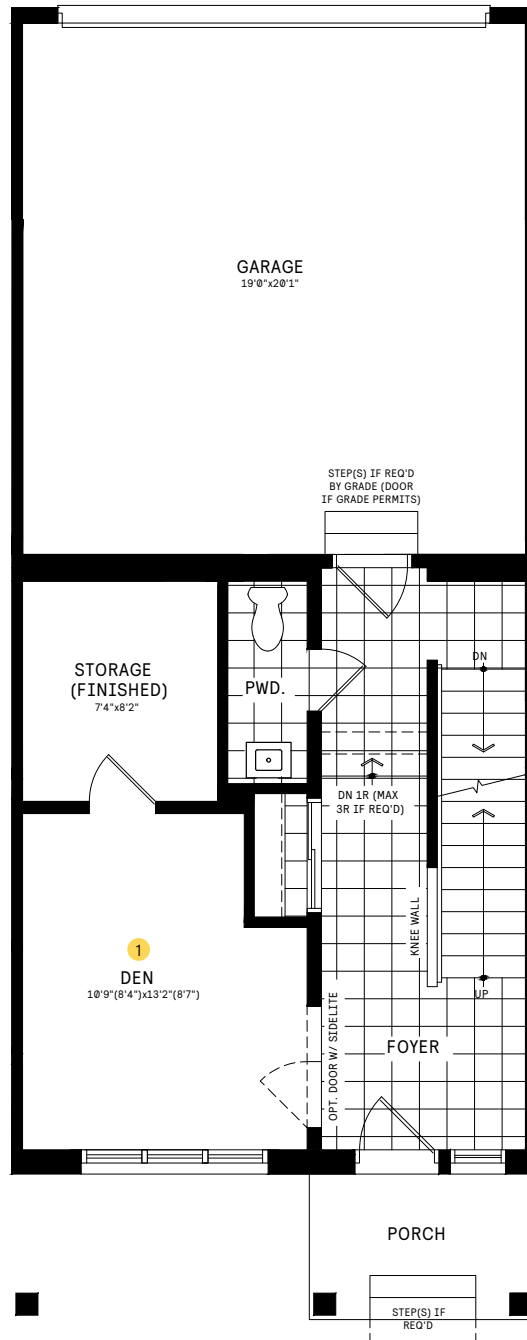 GARAGE
19'0"x20'1"
STEP(S) IF REQ'D
BY GRADE (DOOR
IF GRADE PERMITS)
STORAGE
(FINISHED)
7'4"x8'2"
PWD.
DN
DN 1R (MAX
3R IF REQ'D)
KNEE WALL
1
DEN
10'9"(8'4")x13'2"(8'7")
OPT. DOOR W/ SIDELITE
FOYER
UP
PORCH
STEP(S) IF
REQ'D